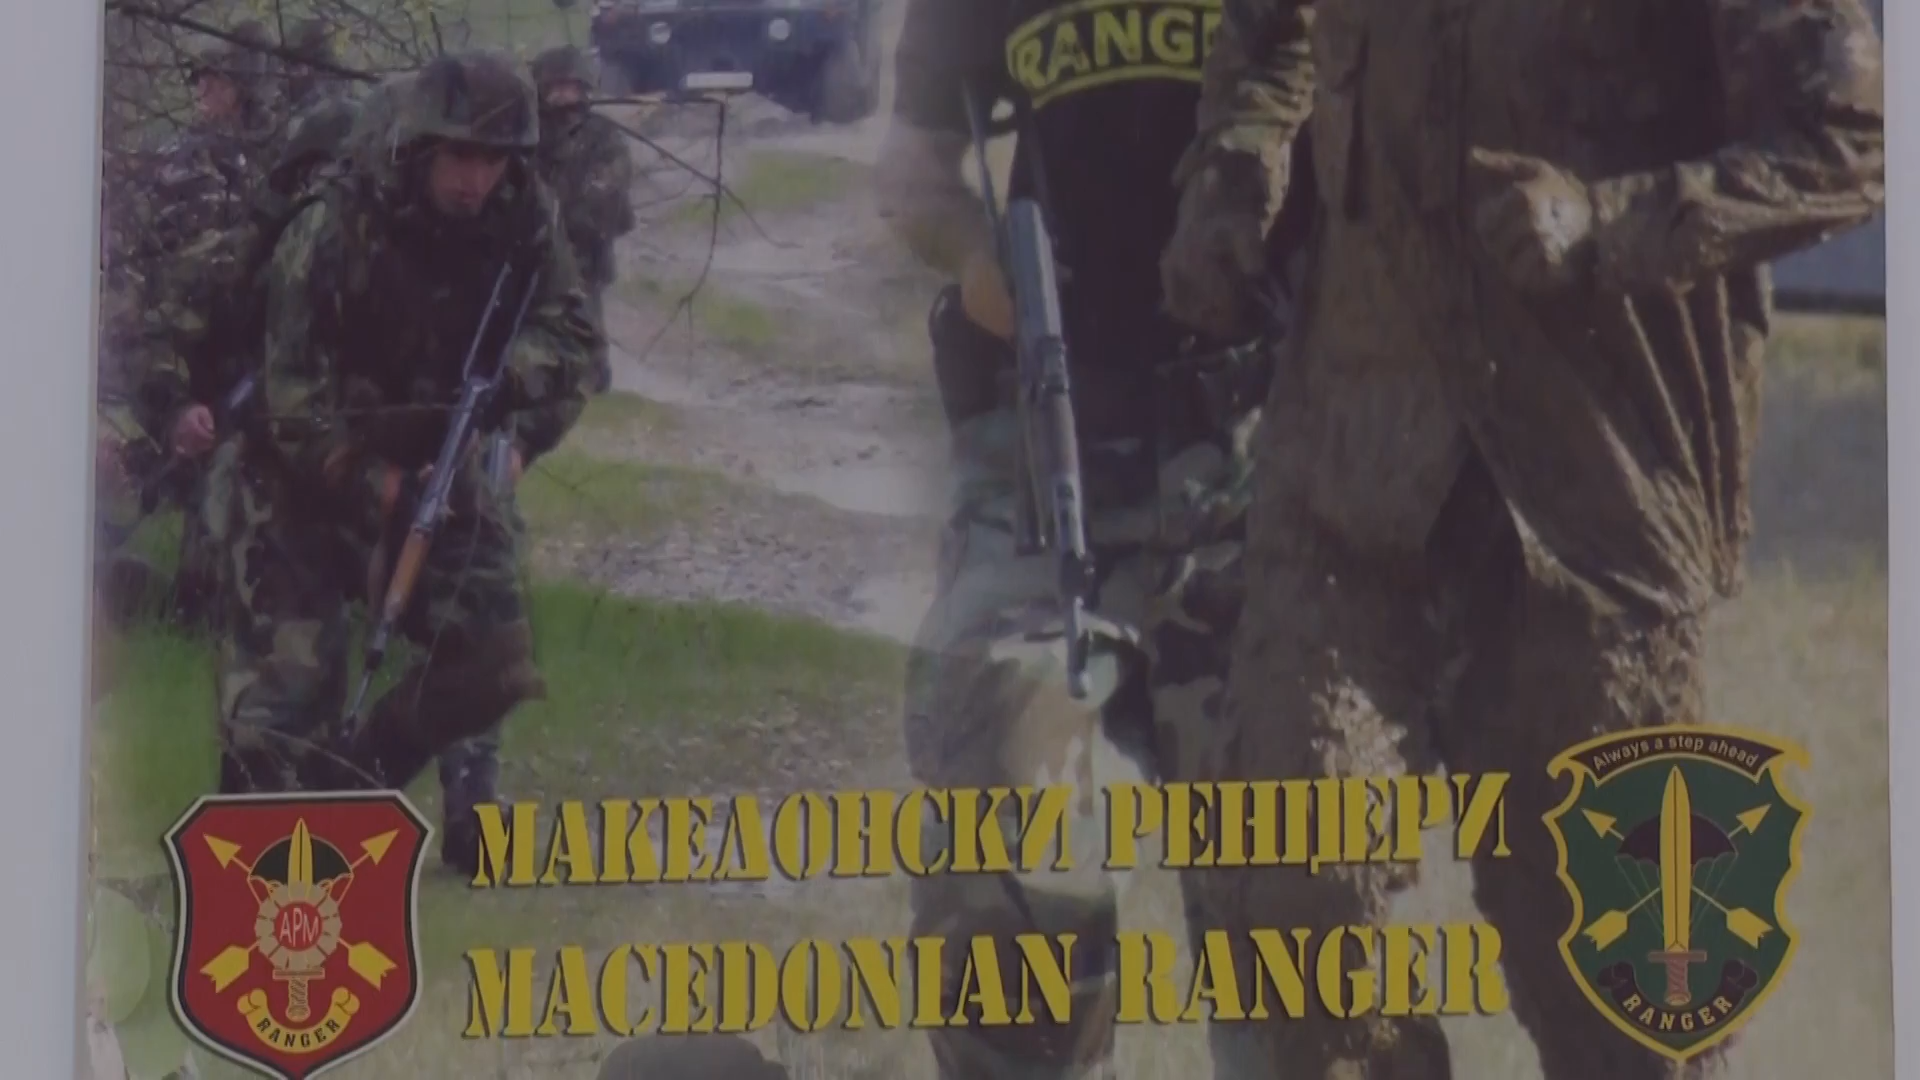 RANGE
Always a step ahead
МАКЕДОНСКИ РЕНЏЕРИ
АРМ
MACEDONIAN RANGER
RANGER
RANGER